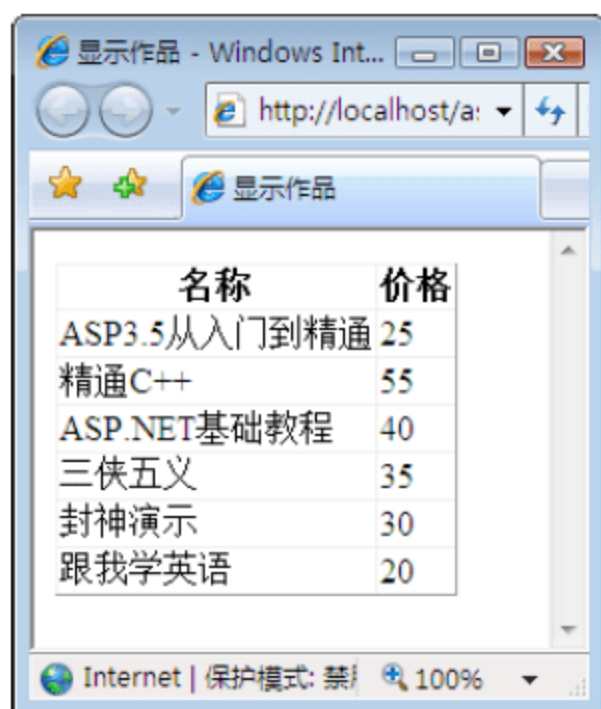 显示作品 - Windows Int...
http://localhost/a
显示作品
名称 价格
ASP3.5从入门到精通 25
精通C++ 55
ASP.NET基础教程 40
三侠五义 35
封神演示 30
跟我学英语 20
Internet | 保护模式: 禁 100%